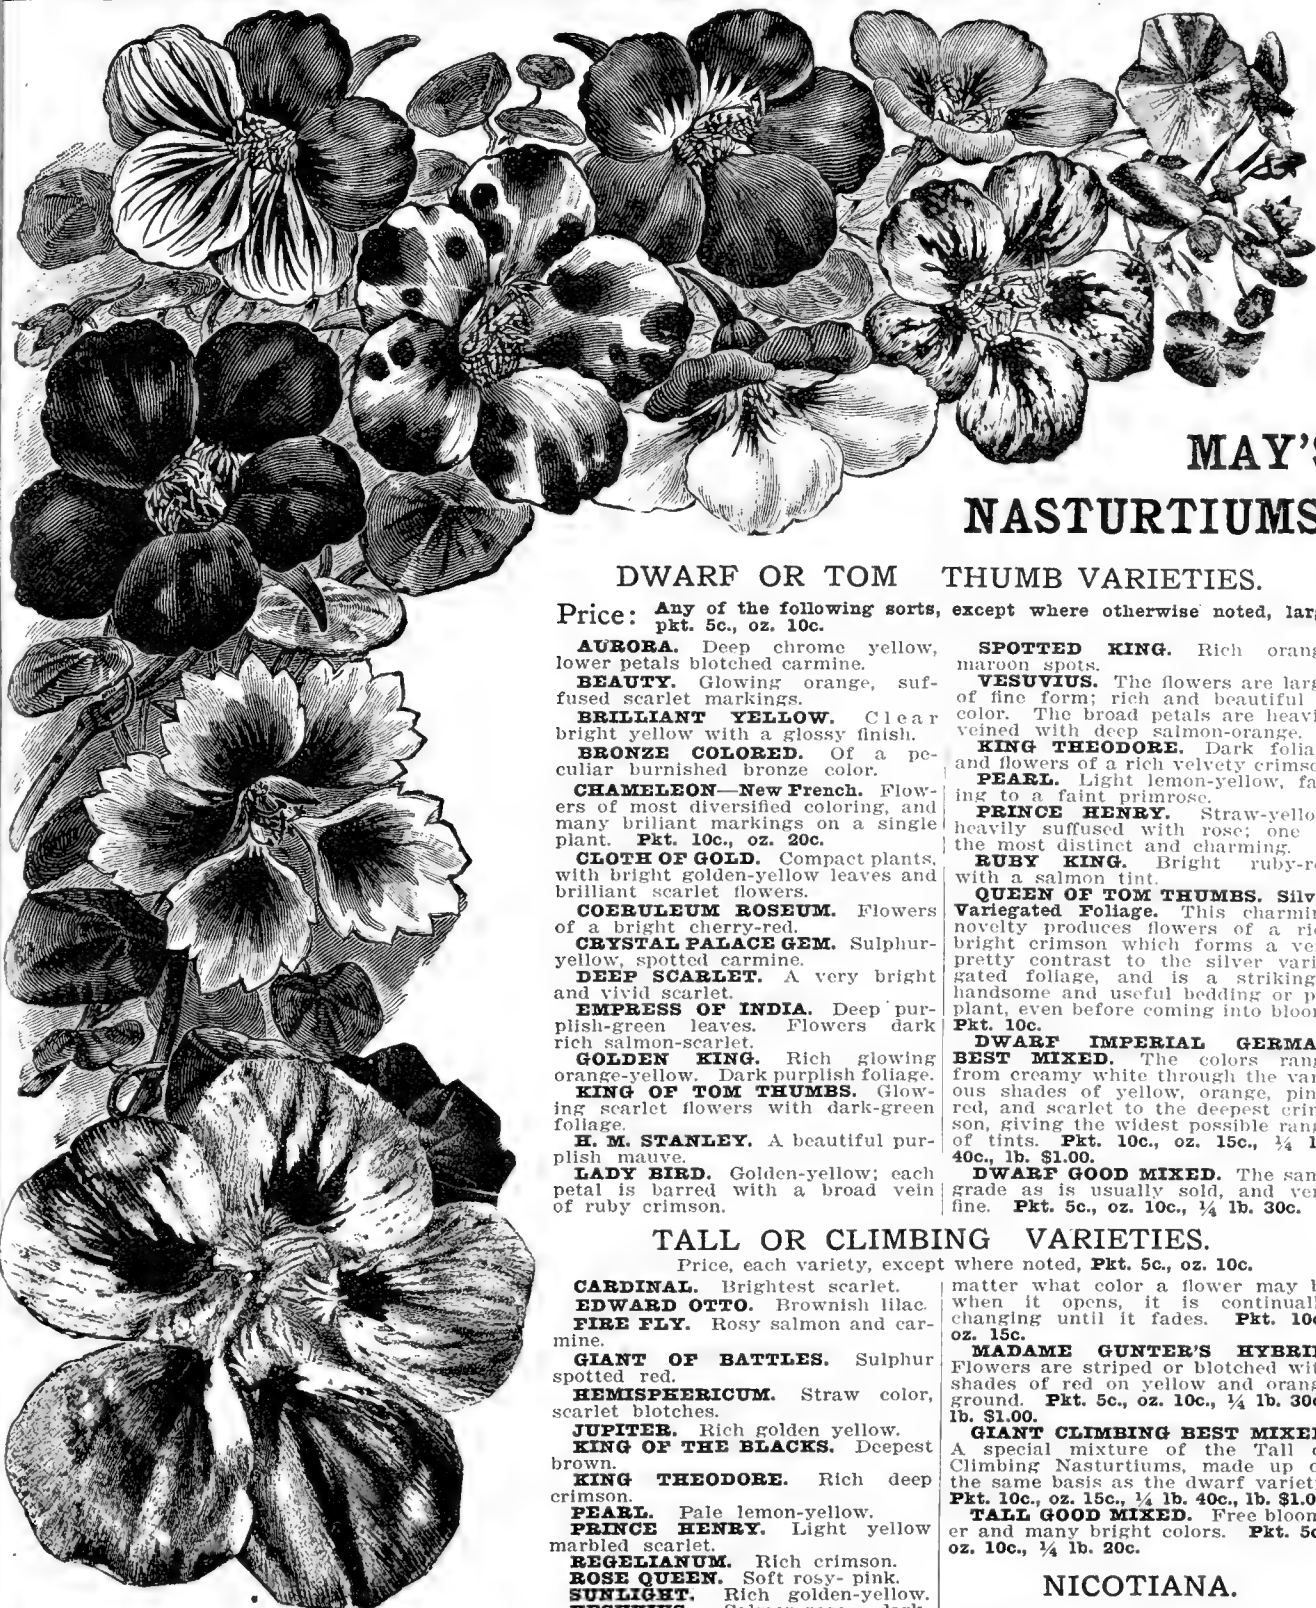 MAY'S
NASTURTIUMS
DWARF OR TOM THUMB VARIETIES.
Price: Any of the following sorts, except where otherwise noted,
pkt. 5c., oz. 10c.
AURORA. Deep chrome yellow,
lower petals blotched carmine.
BEAUTY. Glowing orange, suf-
fused scarlet markings.
BRILLIANT YELLOW. Clear
bright yellow with a glossy finish.
BRONZE COLORED. Of a pe-
culiar burnished bronze color.
CHAMELEON—New French. Flow-
ers of most diversified coloring, and
many briliant markings on a single
plant. Pkt. 10c., oz. 20c.
CLOTH OF GOLD. Compact plants,
with bright golden-yellow leaves and
brilliant scarlet flowers.
COERULEUM ROSEUM. Flowers
of a bright cherry-red.
CRYSTAL PALACE GEM. Sulphur-
yellow, spotted carmine.
DEEP SCARLET. A very bright
and vivid scarlet.
EMPRESS OF INDIA. Deep pur-
plish-green leaves. Flowers dark
rich salmon-scarlet.
GOLDEN KING. Rich glowing
orange-yellow. Dark purplish foliage.
KING OF TOM THUMBS. Glow-
ing scarlet flowers with dark-green
foliage.
H. M. STANLEY. A beautiful pur-
plish mauve.
LADY BIRD. Golden-yellow; each
petal is barred with a broad vein
of ruby crimson.
SPOTTED KING. Rich orang
maroon spots.
VESUVIUS. The flowers are larg
of fine form; rich and beautiful
color. The broad petals are heavi
veined with deep salmon-orange.
KING THEODORE. Dark folia
and flowers of a rich velvety crimso
PEARL. Light lemon-yellow, fa
ing to a faint primrose.
PRINCE HENRY. Straw-yello
heavily suffused with rose; one
the most distinct and charming.
RUBY KING. Bright ruby-r
with a salmon tint.
QUEEN OF TOM THUMBS. Silv
Variegated Foliage. This charmin
novelty produces flowers of a ri
bright crimson which forms a ve
pretty contrast to the silver vari
gated foliage, and is a striking
handsome and useful bedding or p
plant, even before coming into bloo
Pkt. 10c.
DWARF IMPERIAL GERMA
BEST MIXED. The colors rang
from creamy white through the var
ous shades of yellow, orange, pin
red, and scarlet to the deepest crim
son, giving the widest possible rang
of tints. Pkt. 10c., oz. 15c., ¼ l
40c., lb. $1.00.
DWARF GOOD MIXED. The sam
grade as is usually sold, and ver
fine. Pkt. 5c., oz. 10c., ¼ lb. 30c.
TALL OR CLIMBING VARIETIES.
Price, each variety, except where noted, Pkt. 5c., oz. 10c.
CARDINAL. Brightest scarlet.
EDWARD OTTO. Brownish lilac.
FIRE FLY. Rosy salmon and car-
mine.
GIANT OF BATTLES. Sulphur
spotted red.
HEMISPHERICUM. Straw color,
scarlet blotches.
JUPITER. Rich golden yellow.
KING OF THE BLACKS. Deepest
brown.
KING THEODORE. Rich deep
crimson.
PEARL. Pale lemon-yellow.
PRINCE HENRY. Light yellow
marbled scarlet.
REGELIANUM. Rich crimson.
ROSE QUEEN. Soft rosy- pink.
SUNLIGHT. Rich golden-yellow.
matter what color a flower may b
when it opens, it is continual
changing until it fades. Pkt. 10c
oz. 15c.
MADAME GUNTER'S HYBRID
Flowers are striped or blotched wit
shades of red on yellow and orang
ground. Pkt. 5c., oz. 10c., ¼ lb. 30c
lb. $1.00.
GIANT CLIMBING BEST MIXED
A special mixture of the Tall o
Climbing Nasturtiums, made up o
the same basis as the dwarf variet
Pkt. 10c., oz. 15c., ¼ lb. 40c., lb. $1.0
TALL GOOD MIXED. Free bloom
er and many bright colors. Pkt. 5c
oz. 10c., ¼ lb. 20c.
NICOTIANA.